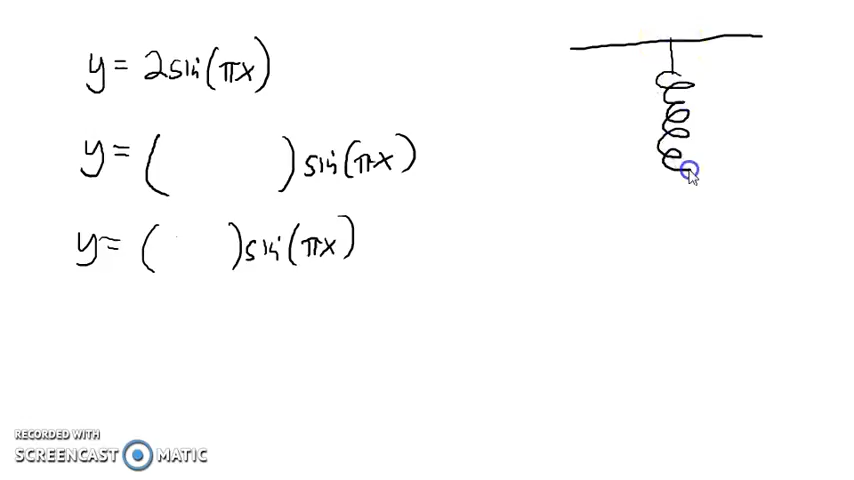 y = 2sin(πx)
y = (          ) sin(πx)
y = (      ) sin(πx)
RECORDED WITH
SCREENCAST MATIC